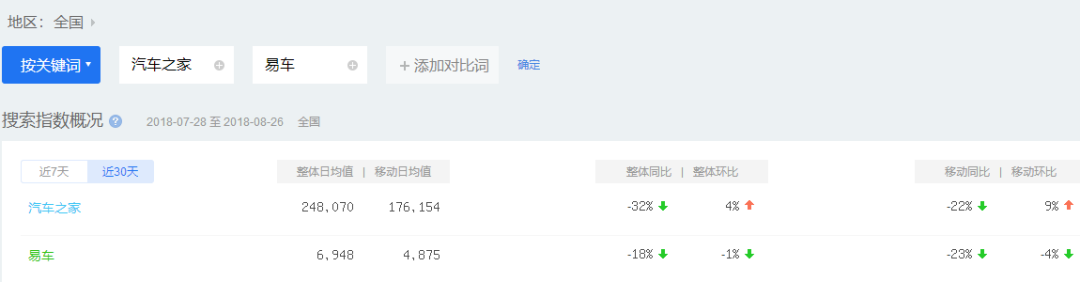 地区： 全国
按关键词 汽车之家 易车 +添加对比词 确定
搜索指数概况 ? 2018-07-28 至 2018-08-26 全国
近7天 近30天 整体日均值 | 移动日均值 整体同比 | 整体环比 移动同比 | 移动环比
汽车之家 248,070 176,154 -32% 4% -22% 9%
易车 6,948 4,875 -18% -1% -23% -4%